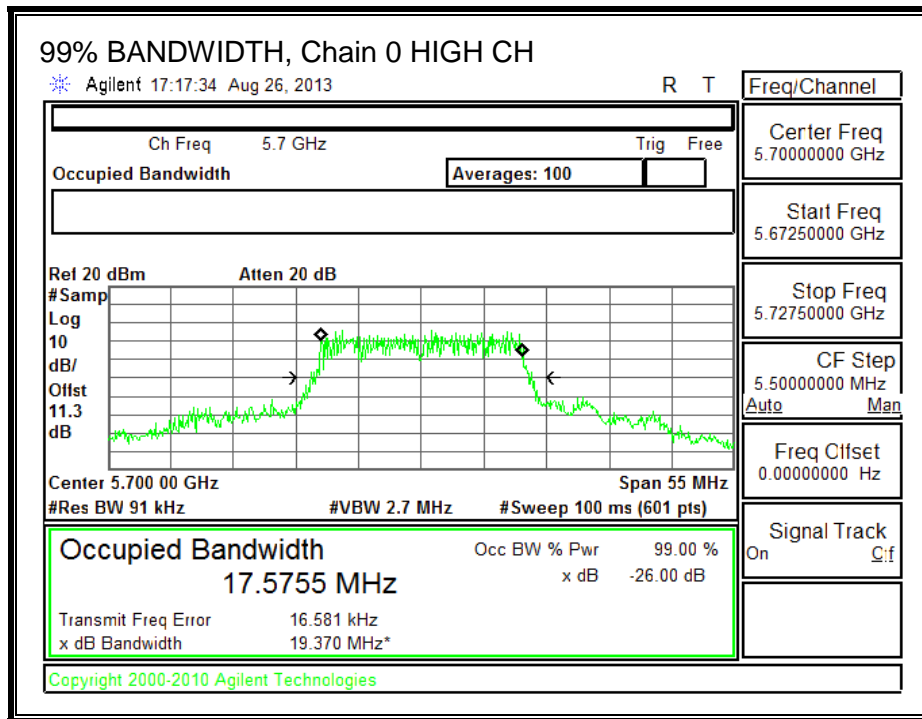 99% BANDWIDTH, Chain 0 HIGH CH
Agilent 17:17:34 Aug 26, 2013 R T
Freq/Channel
Ch Freq 5.7 GHz Trig Free
Occupied Bandwidth Averages: 100
Center Freq
5.70000000 GHz
Start Freq
5.67250000 GHz
Stop Freq
5.72750000 GHz
CF Step
5.50000000 MHz
Auto Man
Freq Offset
0.00000000 Hz
Signal Track
On Off
Ref 20 dBm Atten 20 dB
#Samp
Log
10
dB/
Offst
11.3
dB
Center 5.700 00 GHz Span 55 MHz
#Res BW 91 kHz #VBW 2.7 MHz #Sweep 100 ms (601 pts)
Occupied Bandwidth Occ BW % Pwr 99.00 %
17.5755 MHz x dB -26.00 dB
Transmit Freq Error 16.581 kHz
x dB Bandwidth 19.370 MHz*
Copyright 2000-2010 Agilent Technologies